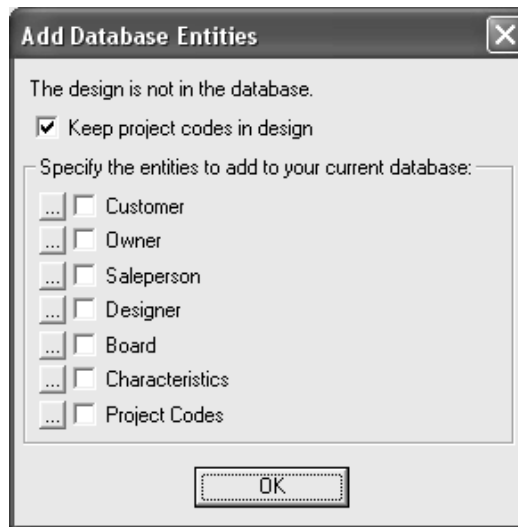 Add Database Entities
The design is not in the database.
Keep project codes in design
Specify the entities to add to your current database:
... Customer
... Owner
... Saleperson
... Designer
... Board
... Characteristics
... Project Codes
OK